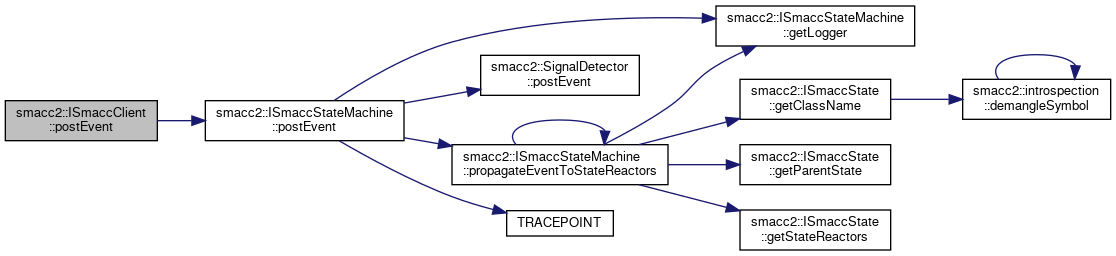 smacc2::ISmaccClient
::postEvent
smacc2::ISmaccStateMachine
::postEvent
smacc2::ISmaccStateMachine
::getLogger
smacc2::SignalDetector
::postEvent
smacc2::ISmaccStateMachine
::propagateEventToStateReactors
TRACEPOINT
smacc2::ISmaccState
::getClassName
smacc2::ISmaccState
::getParentState
smacc2::ISmaccState
::getStateReactors
smacc2::introspection
::demangleSymbol